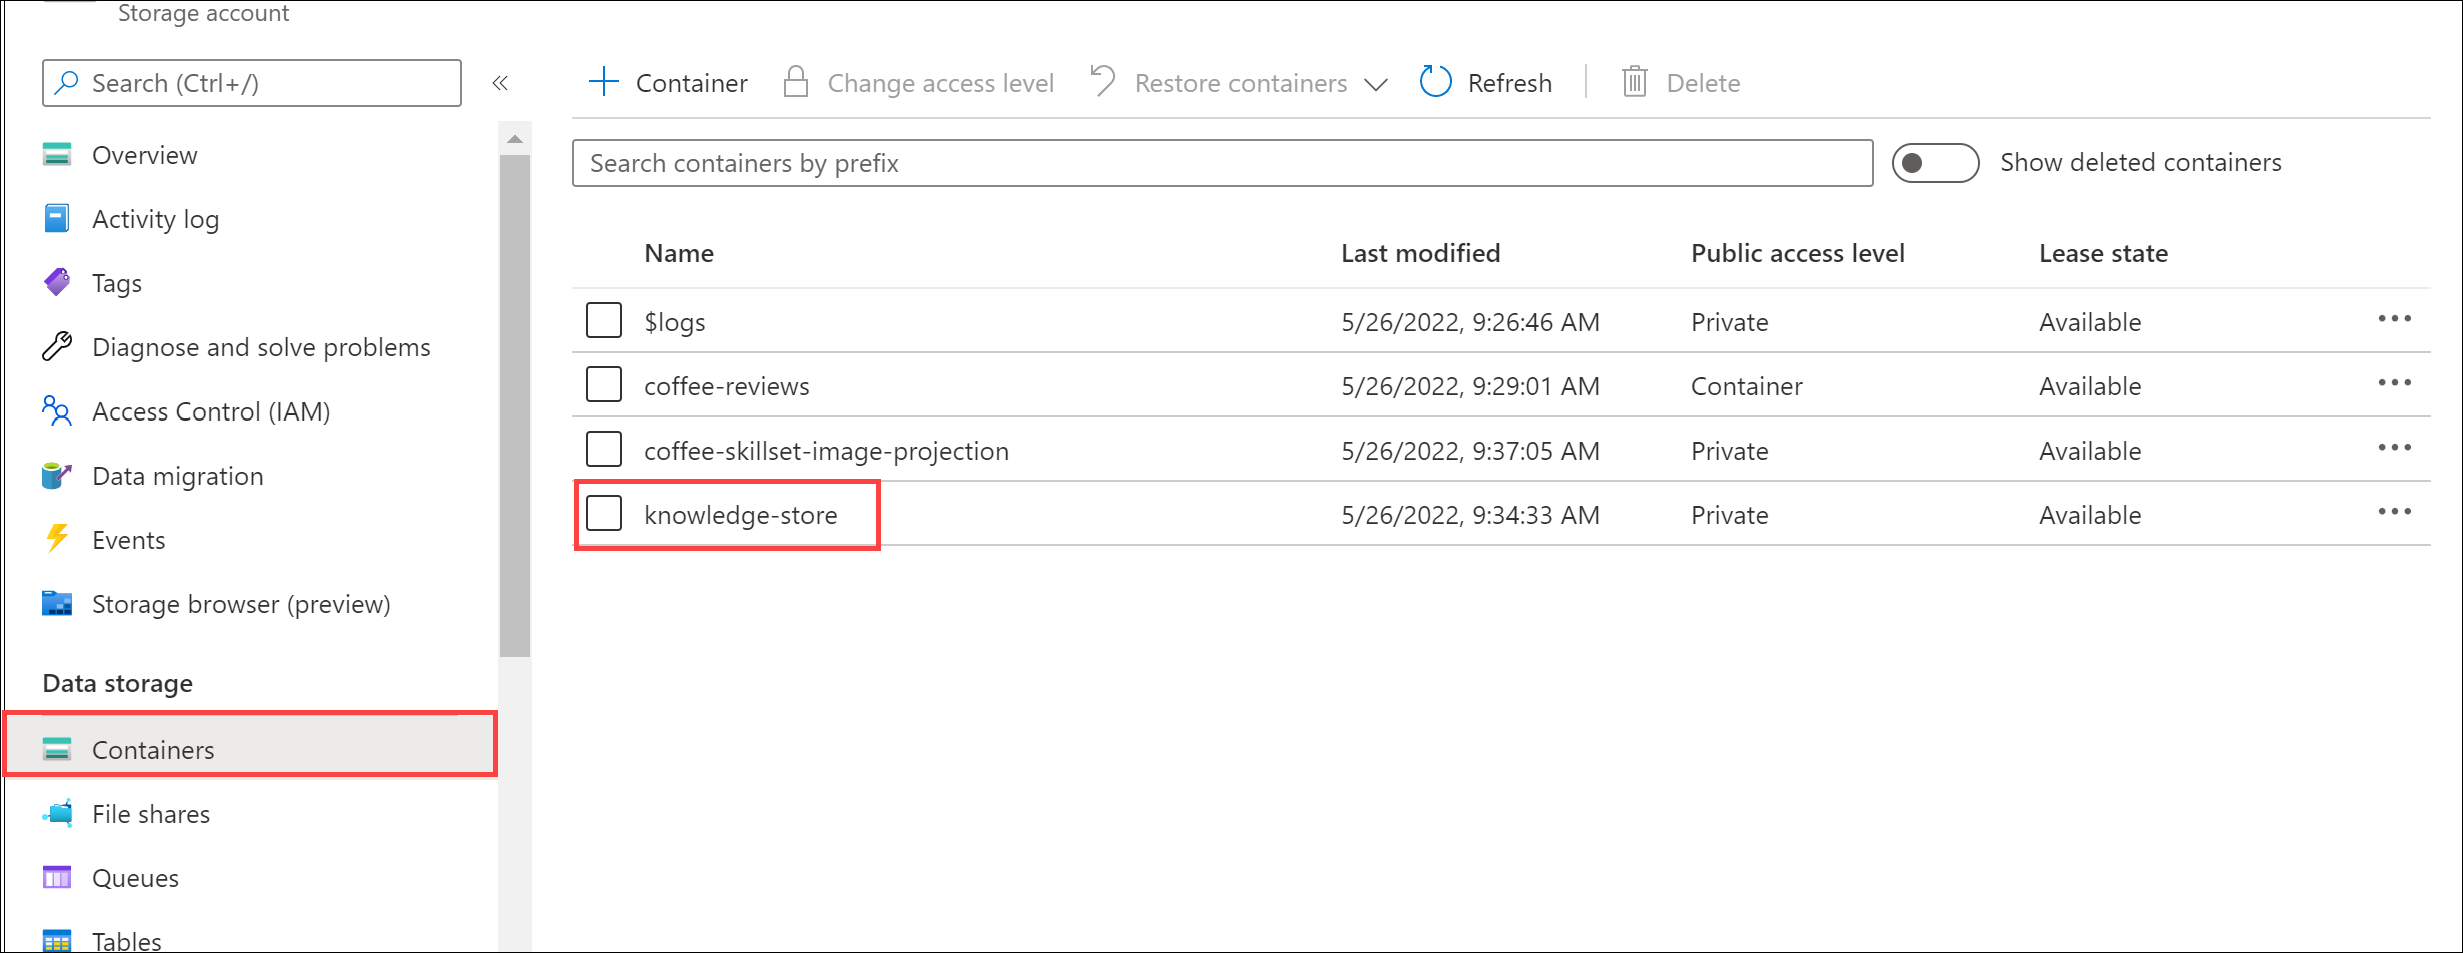 Storage account
Search (Ctrl+/)
«
Overview
Activity log
Tags
Diagnose and solve problems
Access Control (IAM)
Data migration
Events
Storage browser (preview)
Data storage
Containers
File shares
Queues
Tables
Container Change access level Restore containers Refresh Delete
Search containers by prefix Show deleted containers
Name Last modified Public access level Lease state
$logs 5/26/2022, 9:26:46 AM Private Available
coffee-reviews 5/26/2022, 9:29:01 AM Container Available
coffee-skillset-image-projection 5/26/2022, 9:37:05 AM Private Available
knowledge-store 5/26/2022, 9:34:33 AM Private Available